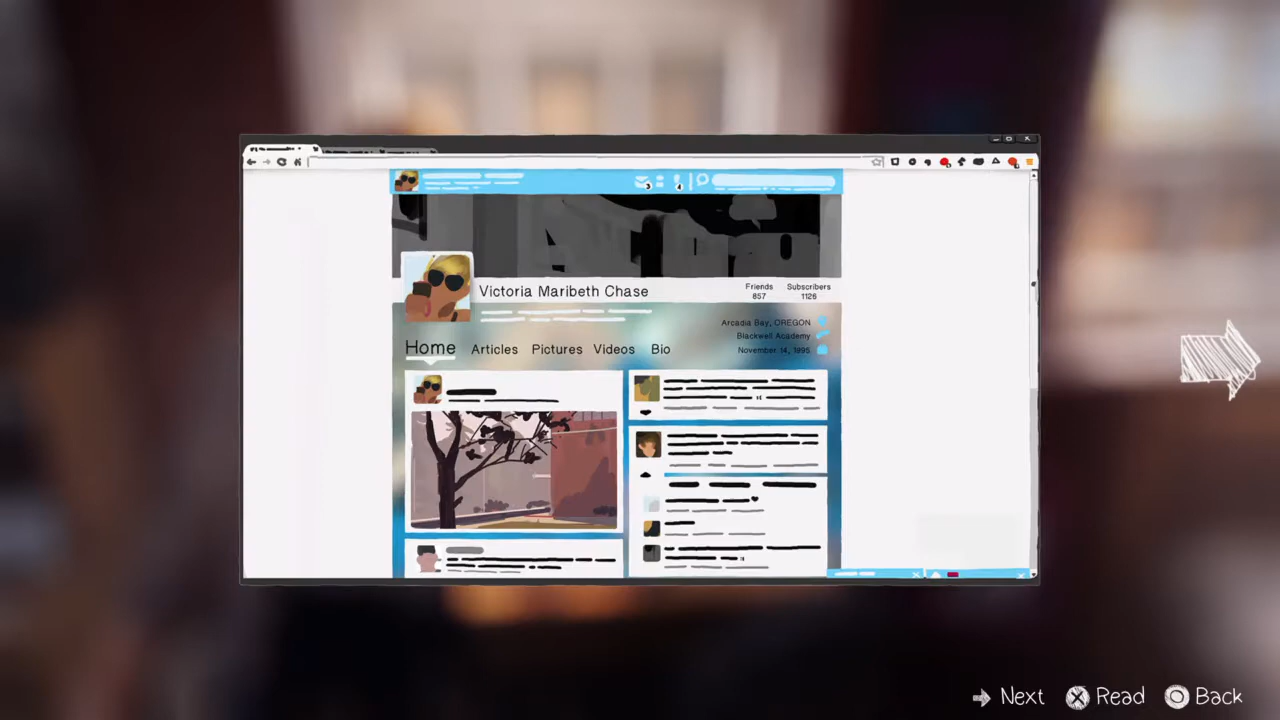 Victoria Maribeth Chase
Friends
857
Subscribers
1126
Arcadia Bay, OREGON
Blackwell Academy
November 14, 1895
Home Articles Pictures Videos Bio
Next Read Back